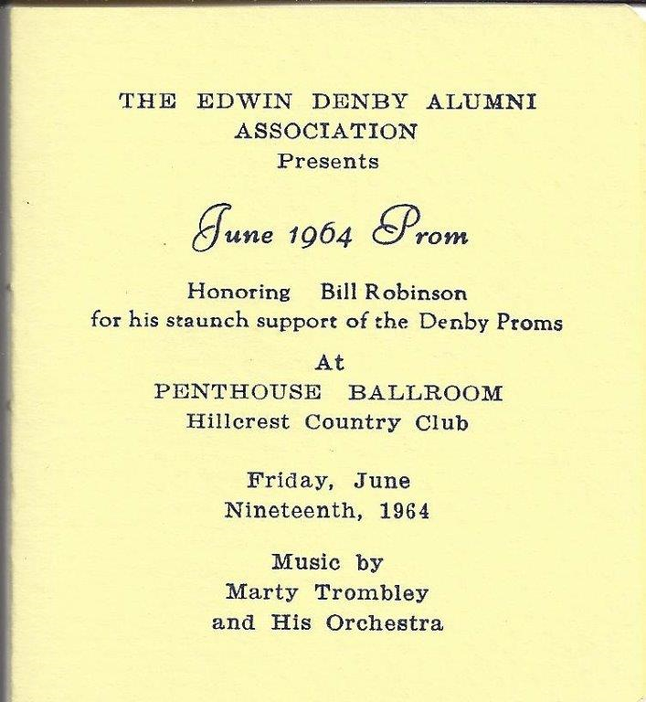 THE EDWIN DENBY ALUMNI
ASSOCIATION
Presents
June 1964 Prom
Honoring Bill Robinson
for his staunch support of the Denby Proms
At
PENTHOUSE BALLROOM
Hillcrest Country Club
Friday, June
Nineteenth, 1964
Music by
Marty Trombley
and His Orchestra